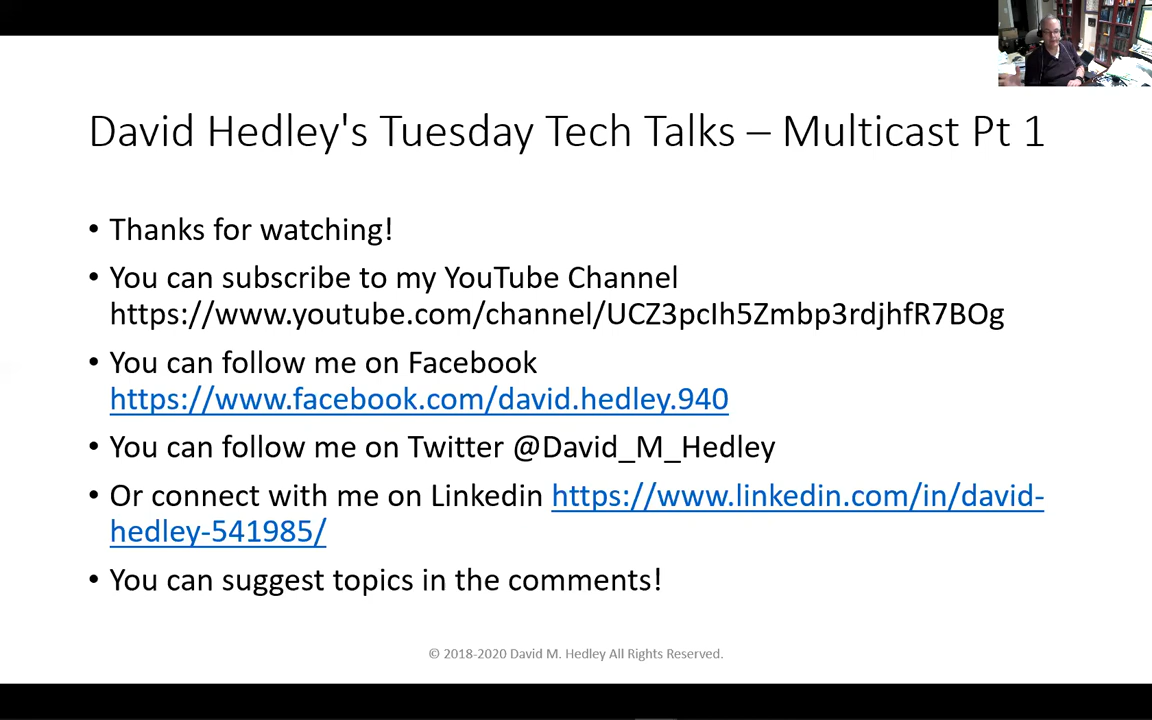 David Hedley's Tuesday Tech Talks – Multicast Pt 1
• Thanks for watching!
• You can subscribe to my YouTube Channel
https://www.youtube.com/channel/UCZ3pcIh5Zmbp3rdjhfR7BOg
• You can follow me on Facebook
https://www.facebook.com/david.hedley.940
• You can follow me on Twitter @David_M_Hedley
• Or connect with me on Linkedin https://www.linkedin.com/in/david-
hedley-541985/
• You can suggest topics in the comments!
© 2018-2020 David M. Hedley All Rights Reserved.